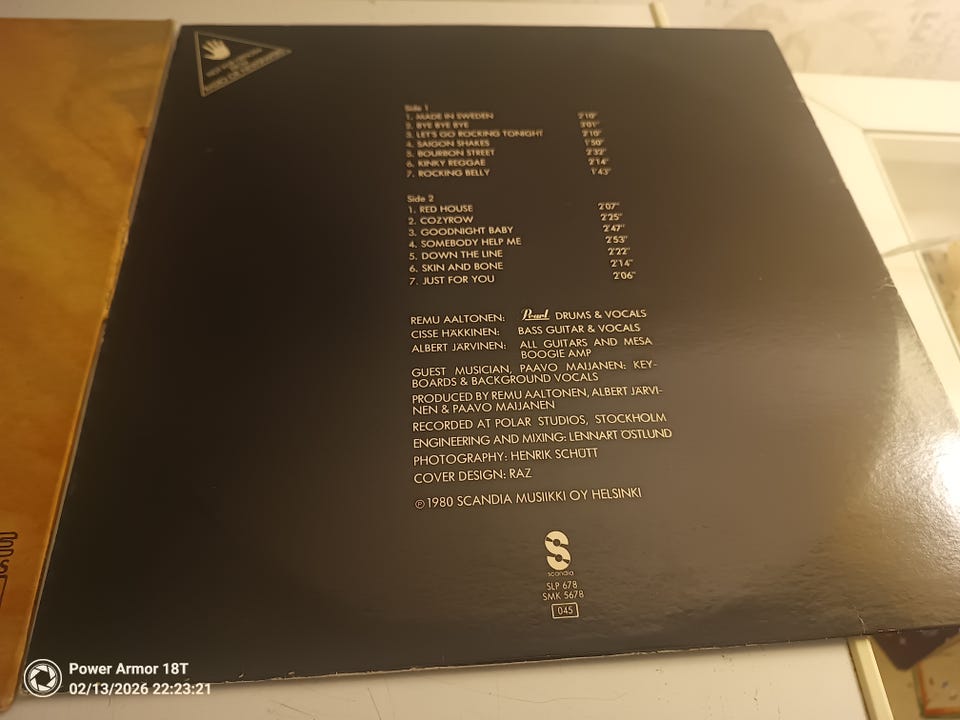 Side 1
1. MADE IN SWEDEN 2'10"
2. BYE BYE BYE 3'01"
3. LET'S GO ROCKING TONIGHT 2'10"
4. SAIGON SHAKES 1'50"
5. BOURBON STREET 2'32"
6. KINKY REGGAE 2'14"
7. ROCKING BELLY 1'43"
Side 2
1. RED HOUSE 2'07"
2. COZYROW 2'25"
3. GOODNIGHT BABY 2'47"
4. SOMEBODY HELP ME 2'53"
5. DOWN THE LINE 2'22"
6. SKIN AND BONE 2'14"
7. JUST FOR YOU 2'06"
REMU AALTONEN: Pearl DRUMS & VOCALS
CISSE HÄKKINEN: BASS GUITAR & VOCALS
ALBERT JÄRVINEN: ALL GUITARS AND MESA
BOOGIE AMP
GUEST MUSICIAN, PAAVO MAIJANEN: KEY-
BOARDS & BACKGROUND VOCALS
PRODUCED BY REMU AALTONEN, ALBERT JÄRVI-
NEN & PAAVO MAIJANEN
RECORDED AT POLAR STUDIOS, STOCKHOLM
ENGINEERING AND MIXING: LENNART ÖSTLUND
PHOTOGRAPHY: HENRIK SCHÜTT
COVER DESIGN: RAZ
℗ 1980 SCANDIA MUSIIKKI OY HELSINKI
S
scandia
SLP 678
SMK 5678
045
Power Armor 18T
02/13/2026 22:23:21